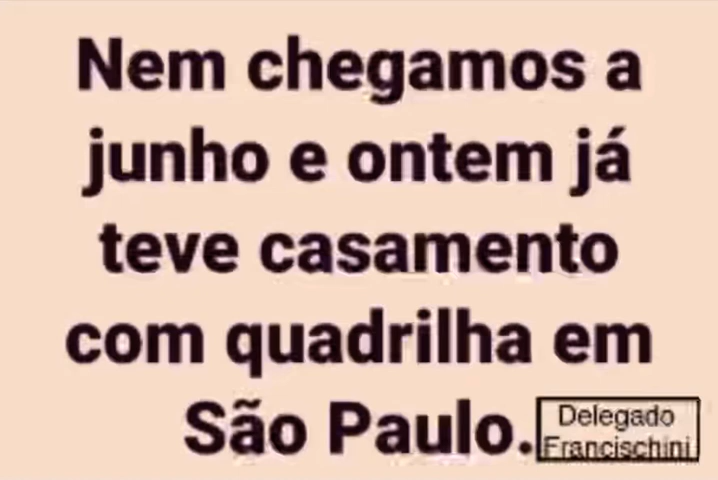 Nem chegamos a
junho e ontem já
teve casamento
com quadrilha em
São Paulo.
Delegado
Francischini